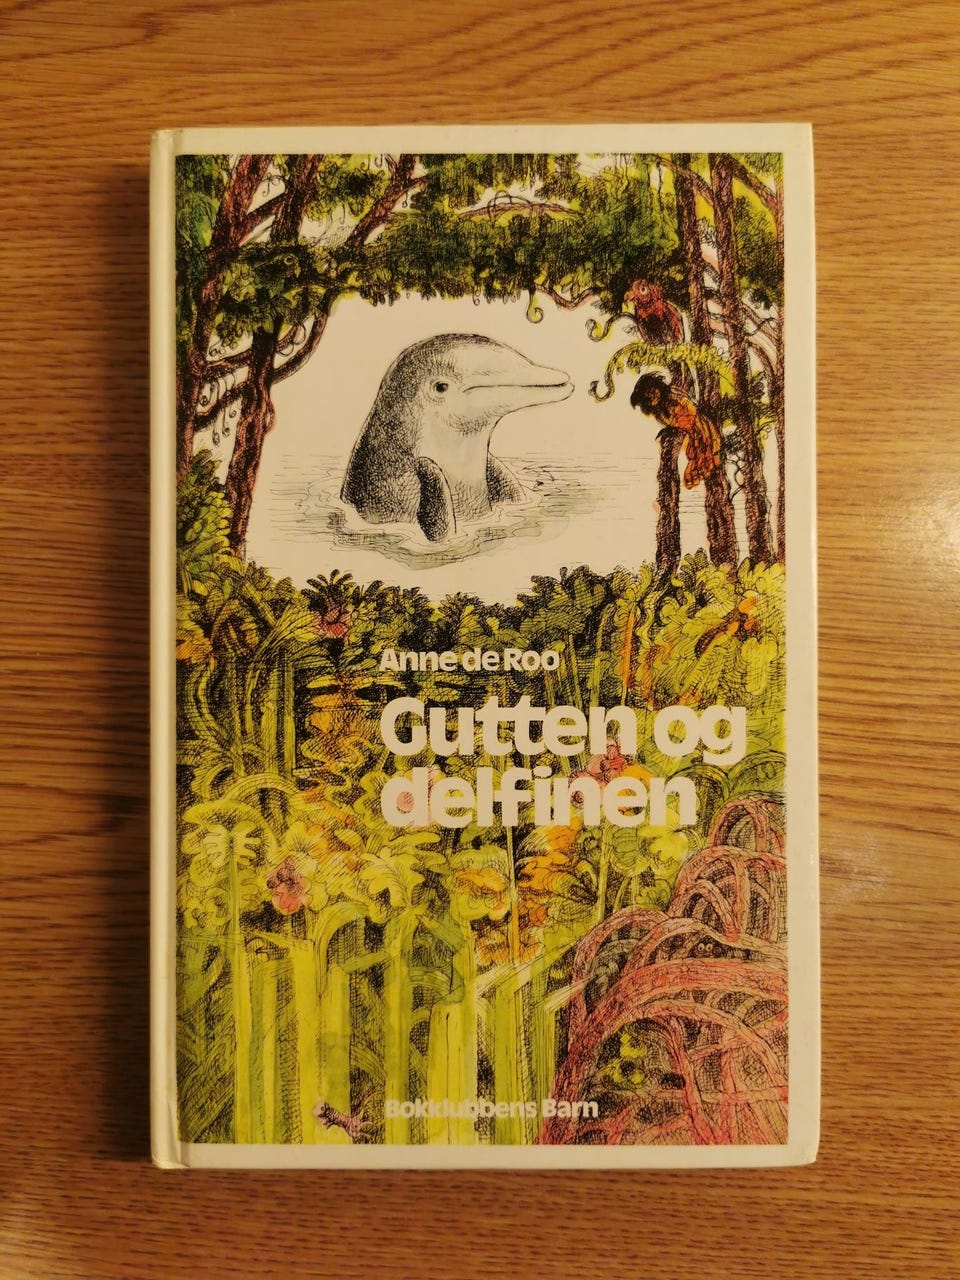 Anne de Roo
Gutten og
delfinen
Bokklubbens Barn